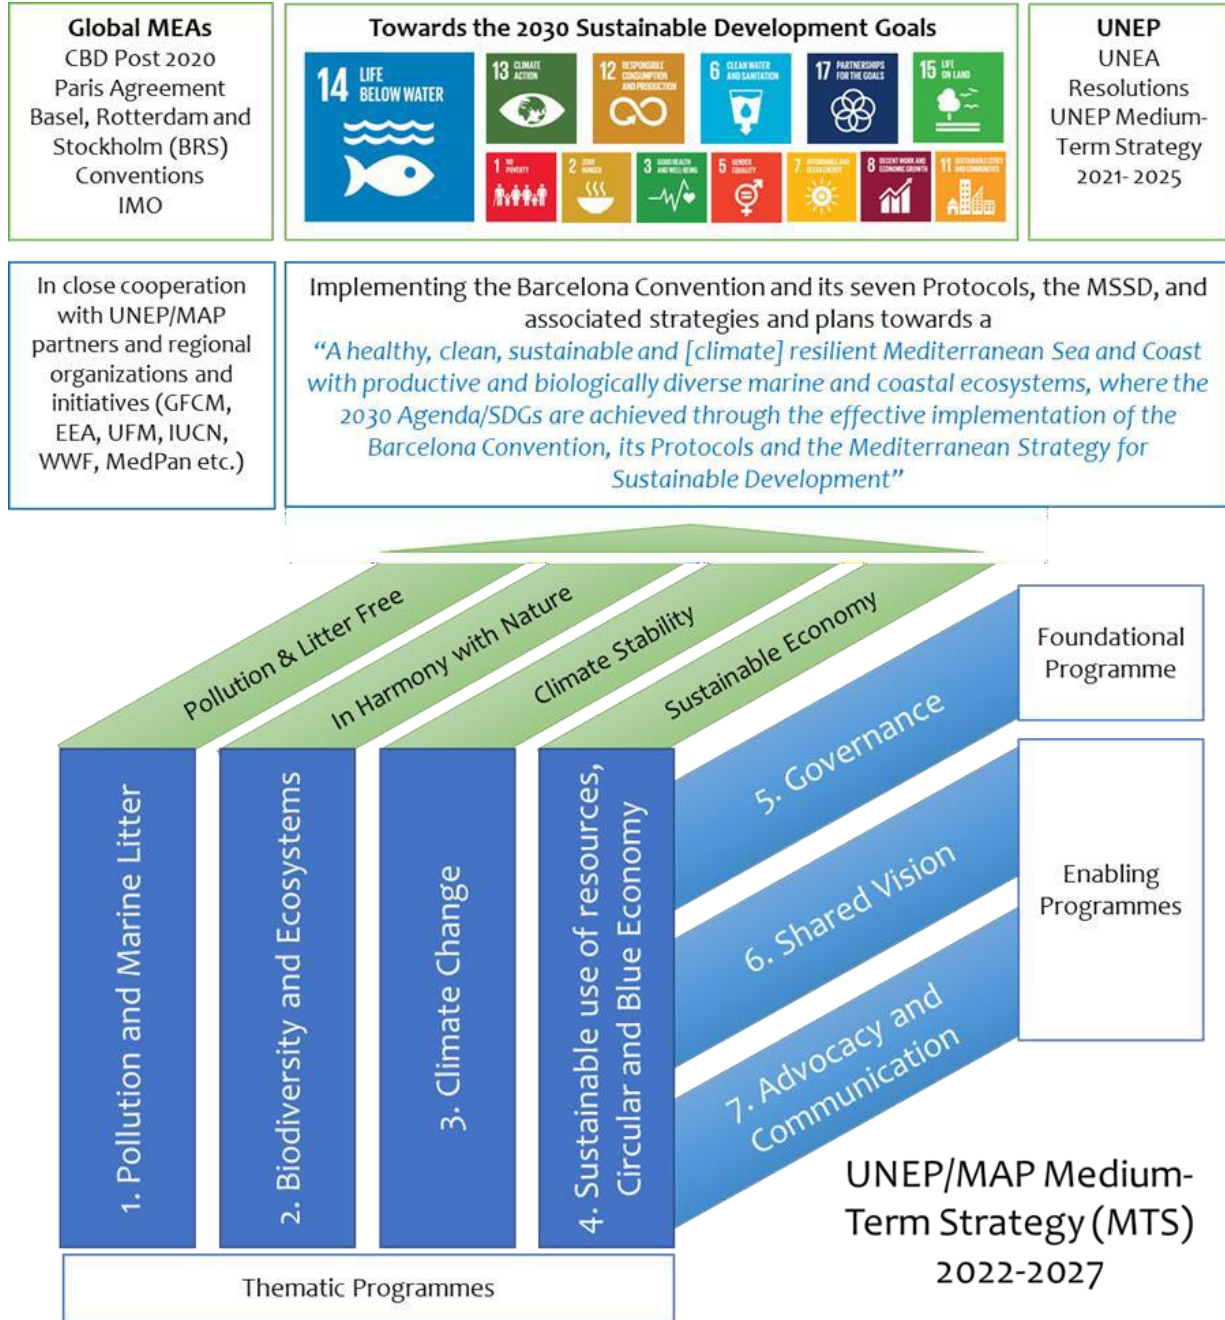 Global MEAs
CBD Post 2020
Paris Agreement
Basel, Rotterdam and
Stockholm (BRS)
Conventions
IMO
Towards the 2030 Sustainable Development Goals
14 LIFE
BELOW WATER
13 CLIMATE
ACTION
12 RESPONSIBLE
CONSUMPTION
AND PRODUCTION
6 CLEAN WATER
AND SANITATION
17 PARTNERSHIPS
FOR THE GOALS
15 LIFE
ON LAND
1 NO
POVERTY
2 ZERO
HUNGER
3 GOOD HEALTH
AND WELL-BEING
5 GENDER
EQUALITY
7 AFFORDABLE AND
CLEAN ENERGY
8 DECENT WORK AND
ECONOMIC GROWTH
11 SUSTAINABLE CITIES
AND COMMUNITIES
UNEP
UNEA
Resolutions
UNEP Medium-
Term Strategy
2021- 2025
In close cooperation
with UNEP/MAP
partners and regional
organizations and
initiatives (GFCM,
EEA, UFM, IUCN,
WWF, MedPan etc.)
Implementing the Barcelona Convention and its seven Protocols, the MSSD, and
associated strategies and plans towards a
“A healthy, clean, sustainable and [climate] resilient Mediterranean Sea and Coast
with productive and biologically diverse marine and coastal ecosystems, where the
2030 Agenda/SDGs are achieved through the effective implementation of the
Barcelona Convention, its Protocols and the Mediterranean Strategy for
Sustainable Development”
Pollution & Litter Free
In Harmony with Nature
Climate Stability
Sustainable Economy
1. Pollution and Marine Litter
2. Biodiversity and Ecosystems
3. Climate Change
4. Sustainable use of resources,
Circular and Blue Economy
5. Governance
6. Shared Vision
7. Advocacy and
Communication
Foundational
Programme
Enabling
Programmes
Thematic Programmes
UNEP/MAP Medium-
Term Strategy (MTS)
2022-2027